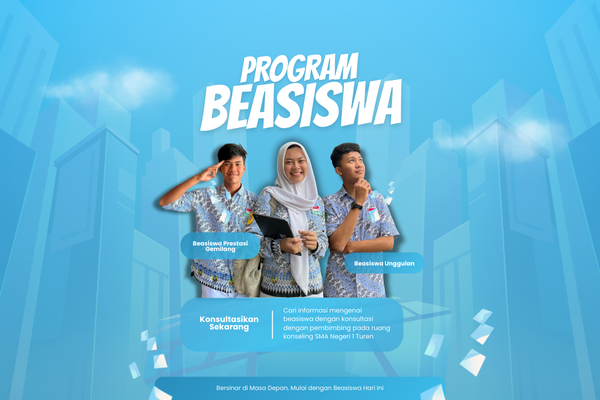 PROGRAM
BEASISWA
Beasiswa Prestasi
Gemilang
Beasiswa Unggulan
Konsultasikan
Sekarang
Cari informasi mengenai
beasiswa dengan konsultasi
dengan pembimbing pada ruang
konseling SMA Negeri 1 Turen
Bersinar di Masa Depan, Mulai dengan Beasiswa Hari Ini